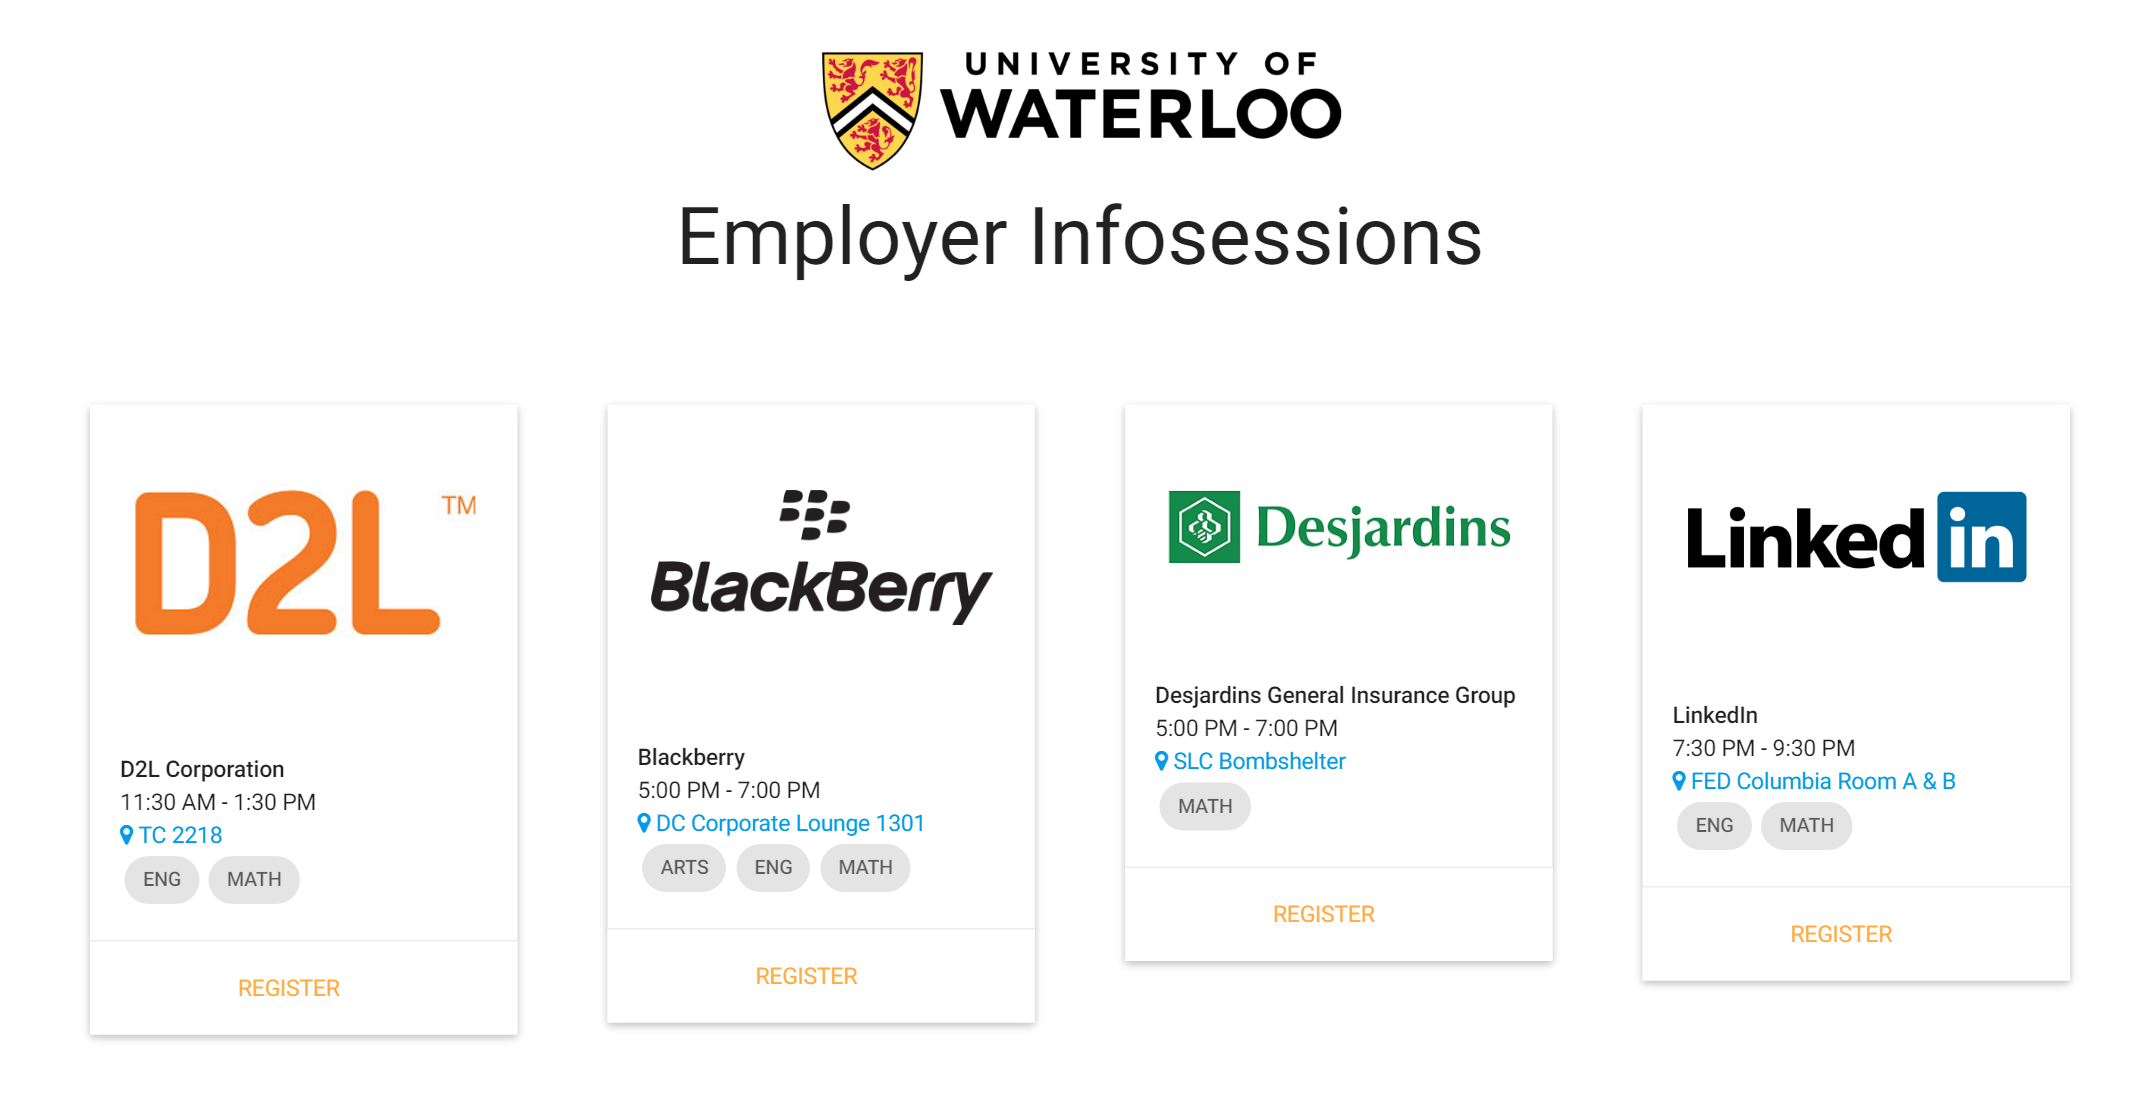 UNIVERSITY OF
WATERLOO
Employer Infosessions
D2L TM
D2L Corporation
11:30 AM - 1:30 PM
TC 2218
ENG MATH
REGISTER
BlackBerry
Blackberry
5:00 PM - 7:00 PM
DC Corporate Lounge 1301
ARTS ENG MATH
REGISTER
Desjardins
Desjardins General Insurance Group
5:00 PM - 7:00 PM
SLC Bombshelter
MATH
REGISTER
Linked in
LinkedIn
7:30 PM - 9:30 PM
FED Columbia Room A & B
ENG MATH
REGISTER